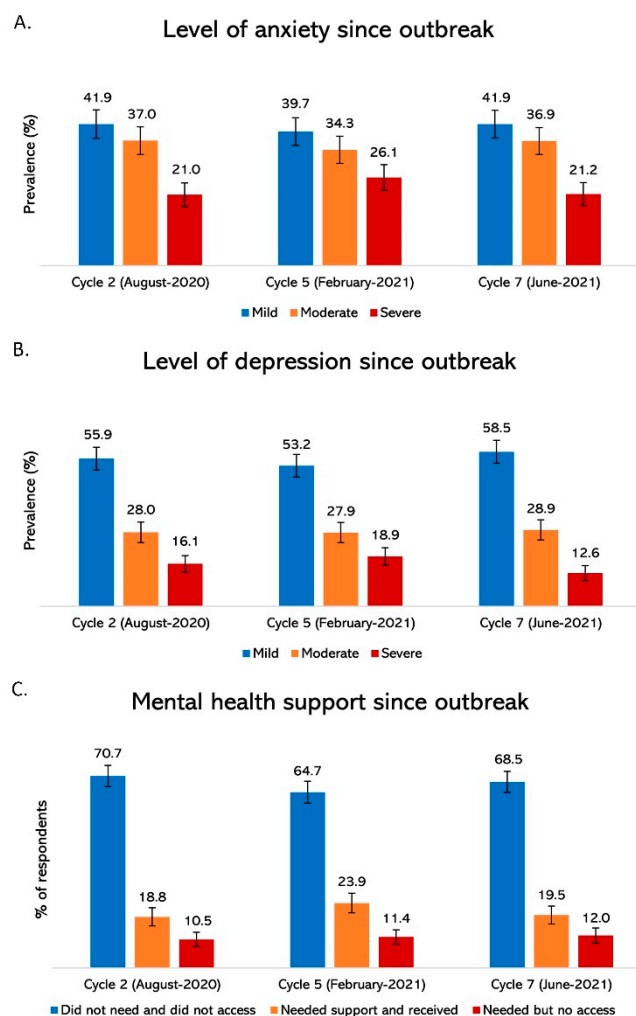 A.
Level of anxiety since outbreak
Prevalence (%)
41.9 37.0 21.0 39.7 34.3 26.1 41.9 36.9 21.2
Cycle 2 (August-2020) Cycle 5 (February-2021) Cycle 7 (June-2021)
Mild Moderate Severe
B.
Level of depression since outbreak
Prevalence (%)
55.9 28.0 16.1 53.2 27.9 18.9 58.5 28.9 12.6
Cycle 2 (August-2020) Cycle 5 (February-2021) Cycle 7 (June-2021)
Mild Moderate Severe
C.
Mental health support since outbreak
% of respondents
70.7 18.8 10.5 64.7 23.9 11.4 68.5 19.5 12.0
Cycle 2 (August-2020) Cycle 5 (February-2021) Cycle 7 (June-2021)
Did not need and did not access Needed support and received Needed but no access